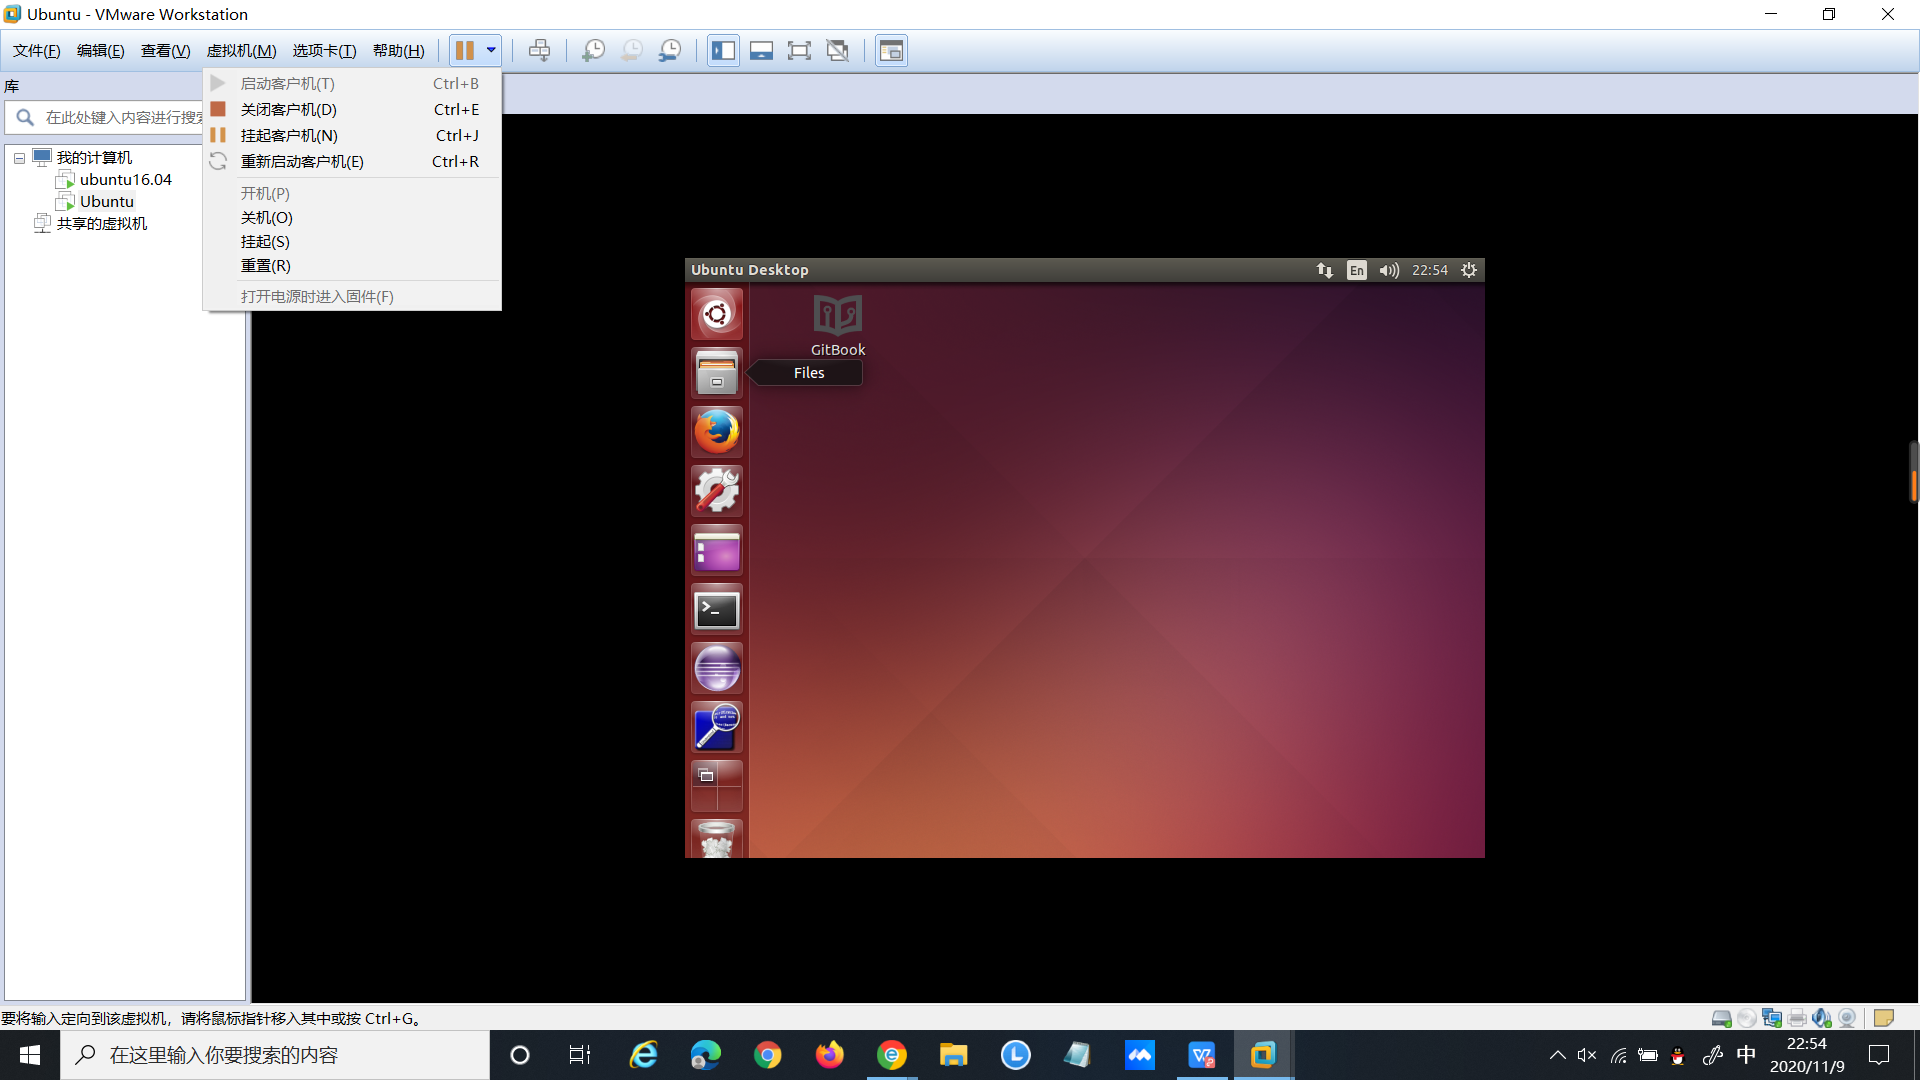 Ubuntu - VMware Workstation
文件(F) 编辑(E) 查看(V) 虚拟机(M) 选项卡(T) 帮助(H)
库
在此处键入内容进行搜索
我的计算机
ubuntu16.04
Ubuntu
共享的虚拟机
启动客户机(T) Ctrl+B
关闭客户机(D) Ctrl+E
挂起客户机(N) Ctrl+J
重新启动客户机(E) Ctrl+R
开机(P)
关机(O)
挂起(S)
重置(R)
打开电源时进入固件(F)
Ubuntu Desktop En 22:54
GitBook
Files
要将输入定向到该虚拟机，请将鼠标指针移入其中或按 Ctrl+G。
在这里输入你要搜索的内容
中
22:54
2020/11/9